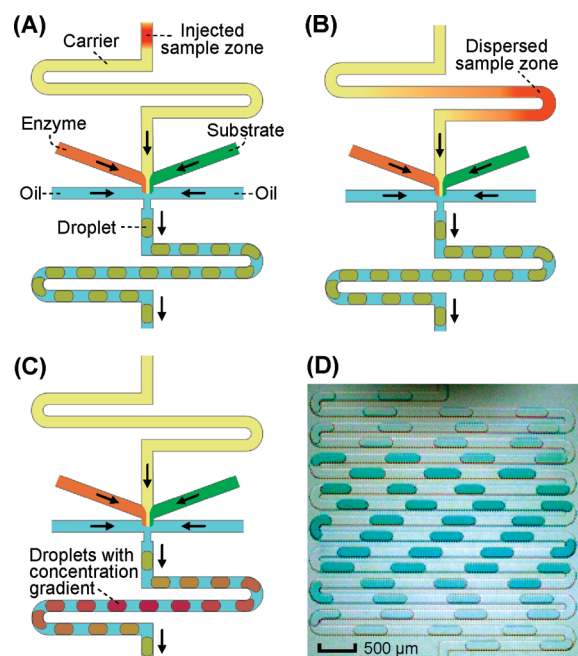 (A)
Injected
sample zone
Carrier
Enzyme
Substrate
Oil
Oil
Droplet
(B)
Dispersed
sample zone
(C)
Droplets with
concentration
gradient
(D)
500 µm